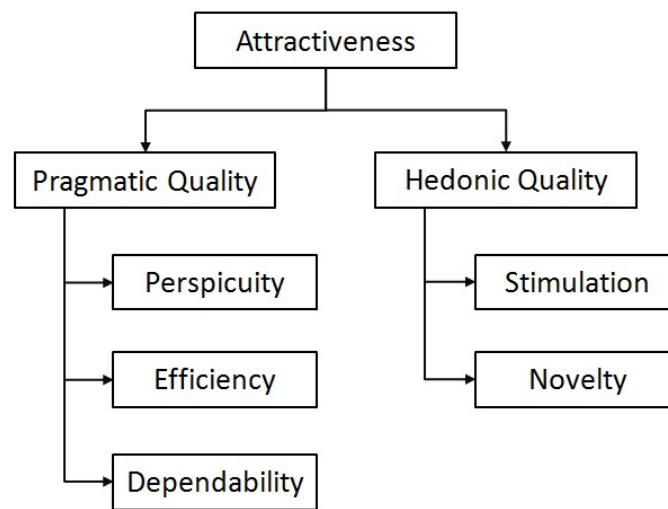 Attractiveness
Pragmatic Quality
Hedonic Quality
Perspicuity
Stimulation
Efficiency
Novelty
Dependability